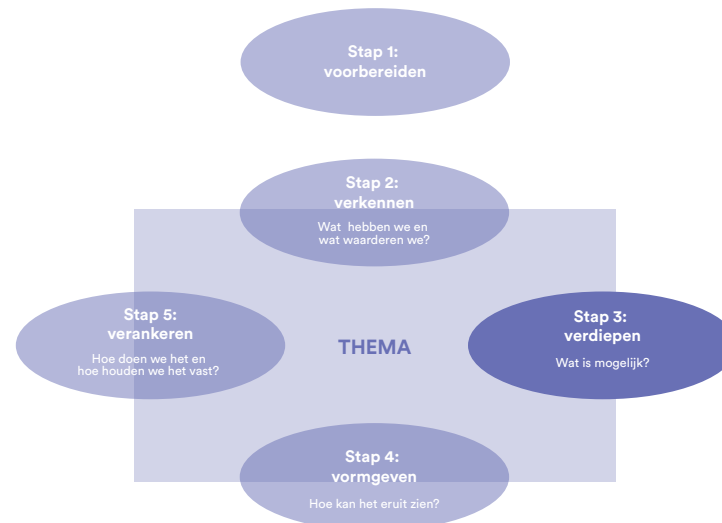 Stap 1:
voorbereiden
Stap 2:
verkennen
Wat hebben we en
wat waarderen we?
Stap 5:
verankeren
Hoe doen we het en
hoe houden we het vast?
THEMA
Stap 3:
verdiepen
Wat is mogelijk?
Stap 4:
vormgeven
Hoe kan het eruit zien?